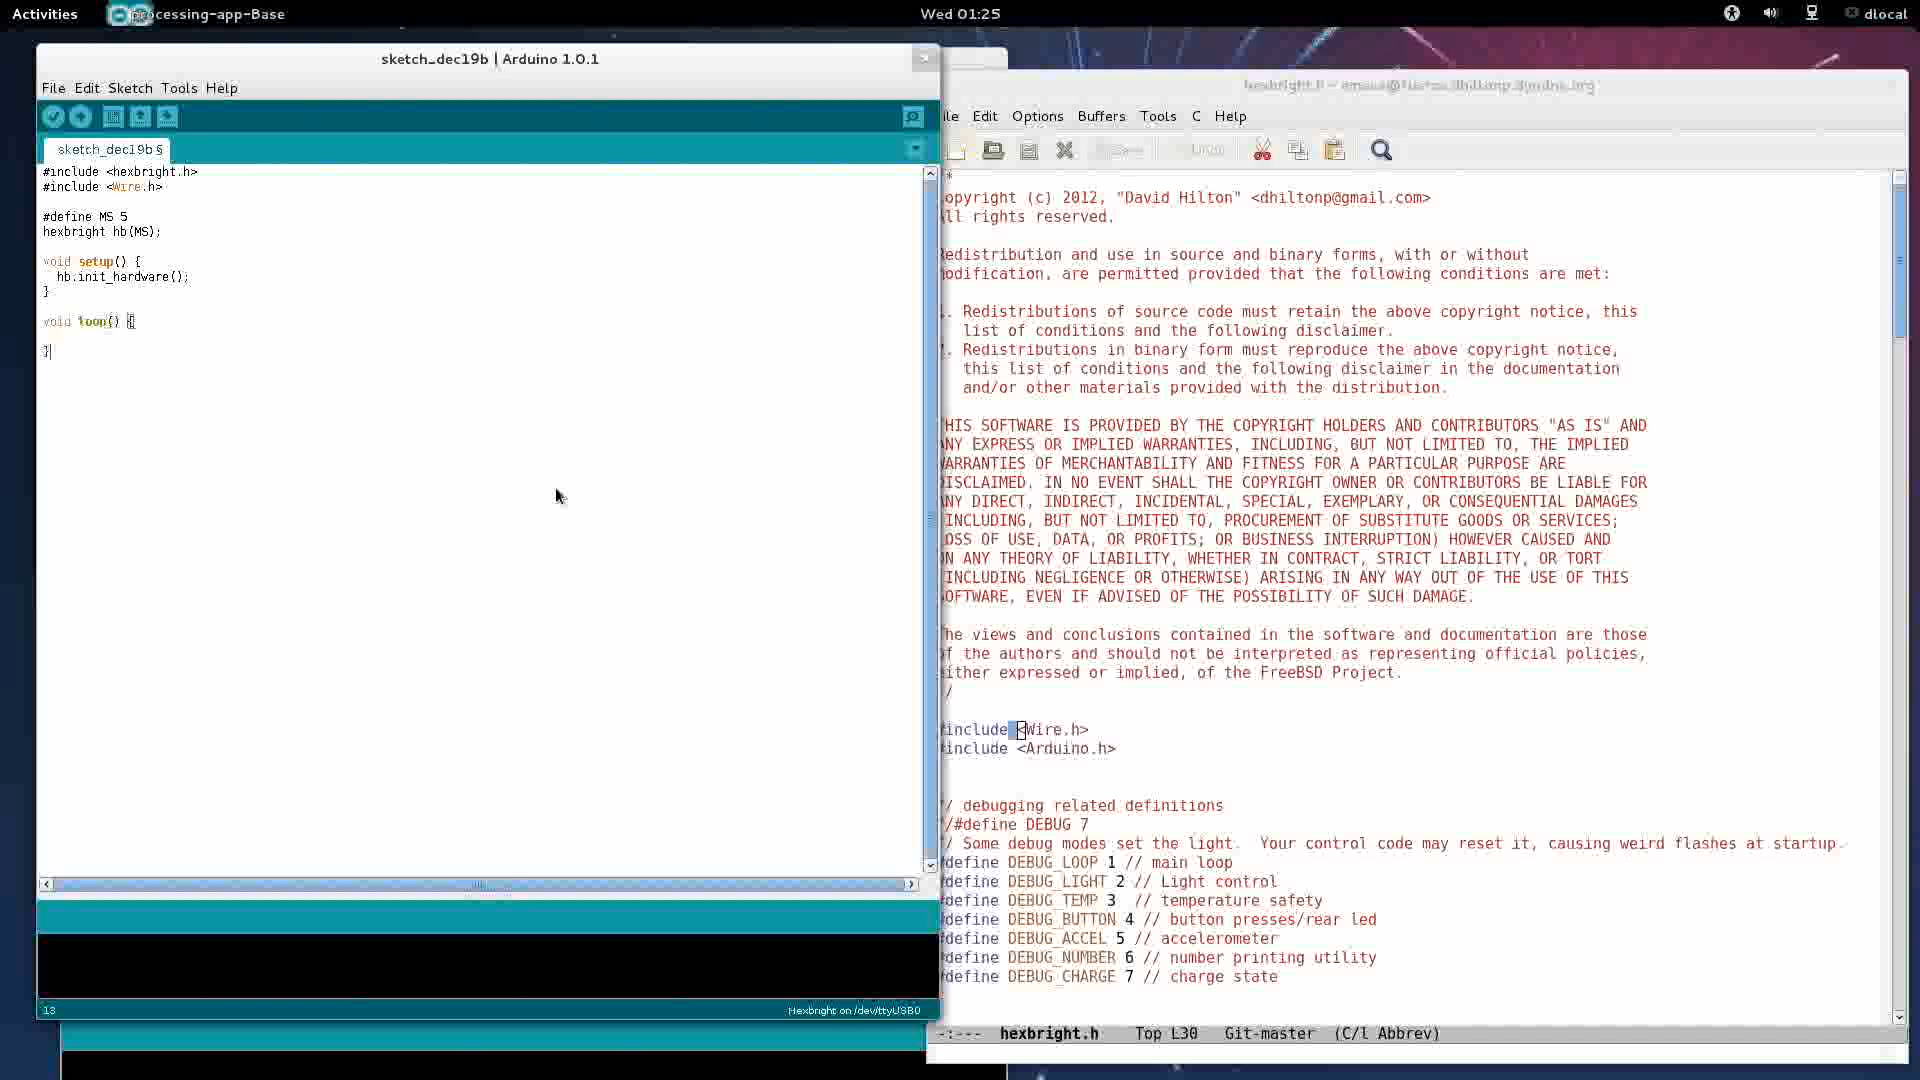 Activities
processing-app-Base
Wed 01:25
dlocal
sketch_dec19b | Arduino 1.0.1
File Edit Sketch Tools Help
sketch_dec19b §
#include <hexbright.h>
#include <Wire.h>
#define MS 5
hexbright hb(MS);
void setup() {
hb.init_hardware();
}
void loop() {
}
13
Hexbright on /dev/ttyUSB0
hexbright.h
ile Edit Options Buffers Tools C Help
Save
Undo
*
opyright (c) 2012, "David Hilton" <dhiltonp@gmail.com>
ll rights reserved.
edistribution and use in source and binary forms, with or without
odification, are permitted provided that the following conditions are met:
. Redistributions of source code must retain the above copyright notice, this
list of conditions and the following disclaimer.
. Redistributions in binary form must reproduce the above copyright notice,
this list of conditions and the following disclaimer in the documentation
and/or other materials provided with the distribution.
HIS SOFTWARE IS PROVIDED BY THE COPYRIGHT HOLDERS AND CONTRIBUTORS "AS IS" AND
NY EXPRESS OR IMPLIED WARRANTIES, INCLUDING, BUT NOT LIMITED TO, THE IMPLIED
ARRANTIES OF MERCHANTABILITY AND FITNESS FOR A PARTICULAR PURPOSE ARE
ISCLAIMED. IN NO EVENT SHALL THE COPYRIGHT OWNER OR CONTRIBUTORS BE LIABLE FOR
NY DIRECT, INDIRECT, INCIDENTAL, SPECIAL, EXEMPLARY, OR CONSEQUENTIAL DAMAGES
INCLUDING, BUT NOT LIMITED TO, PROCUREMENT OF SUBSTITUTE GOODS OR SERVICES;
OSS OF USE, DATA, OR PROFITS; OR BUSINESS INTERRUPTION) HOWEVER CAUSED AND
N ANY THEORY OF LIABILITY, WHETHER IN CONTRACT, STRICT LIABILITY, OR TORT
INCLUDING NEGLIGENCE OR OTHERWISE) ARISING IN ANY WAY OUT OF THE USE OF THIS
OFTWARE, EVEN IF ADVISED OF THE POSSIBILITY OF SUCH DAMAGE.
he views and conclusions contained in the software and documentation are those
f the authors and should not be interpreted as representing official policies,
ither expressed or implied, of the FreeBSD Project.
/
#include <Wire.h>
#include <Arduino.h>
/ debugging related definitions
/#define DEBUG 7
/ Some debug modes set the light. Your control code may reset it, causing weird flashes at startup.
#define DEBUG_LOOP 1 // main loop
#define DEBUG_LIGHT 2 // Light control
#define DEBUG_TEMP 3 // temperature safety
#define DEBUG_BUTTON 4 // button presses/rear led
#define DEBUG_ACCEL 5 // accelerometer
#define DEBUG_NUMBER 6 // number printing utility
#define DEBUG_CHARGE 7 // charge state
-:--- hexbright.h Top L30 Git-master (C/l Abbrev)